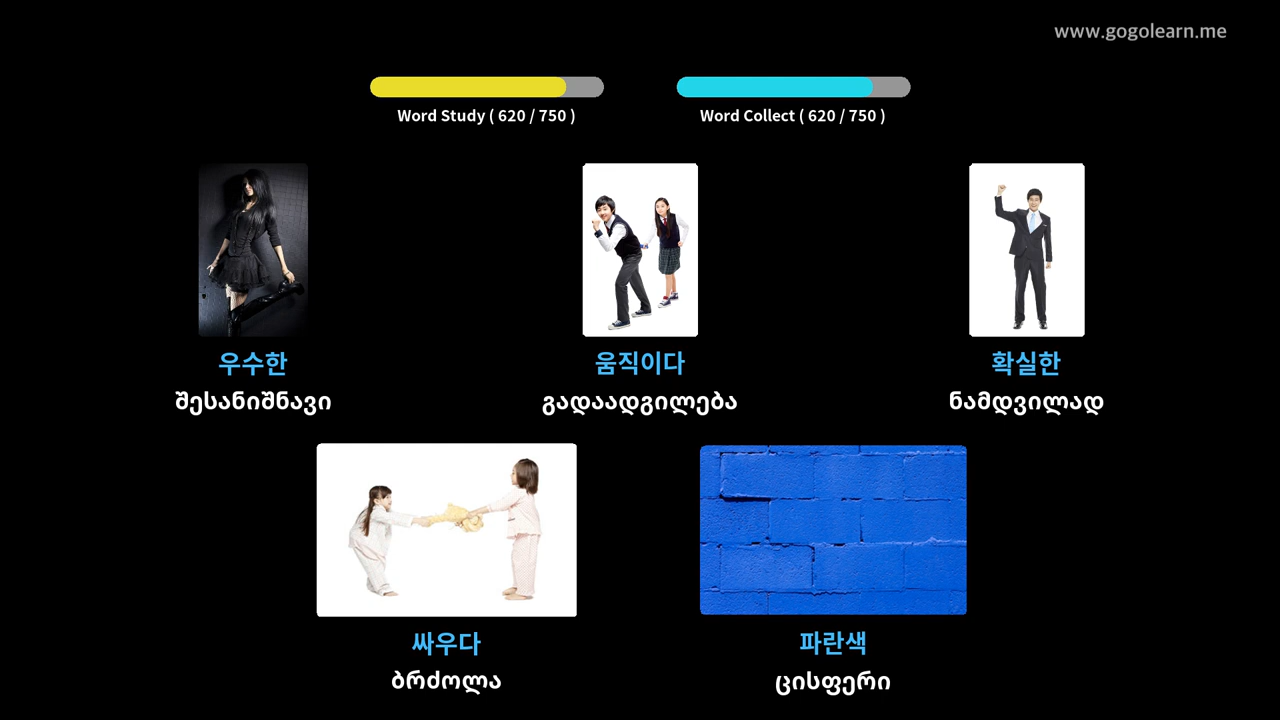 www.gogolearn.me
Word Study ( 620 / 750 )
Word Collect ( 620 / 750 )
우수한
움직이다
확실한
შესანიშნავი
გადაადგილება
ნამდვილად
싸우다
파란색
ბრძოლა
ცისფერი